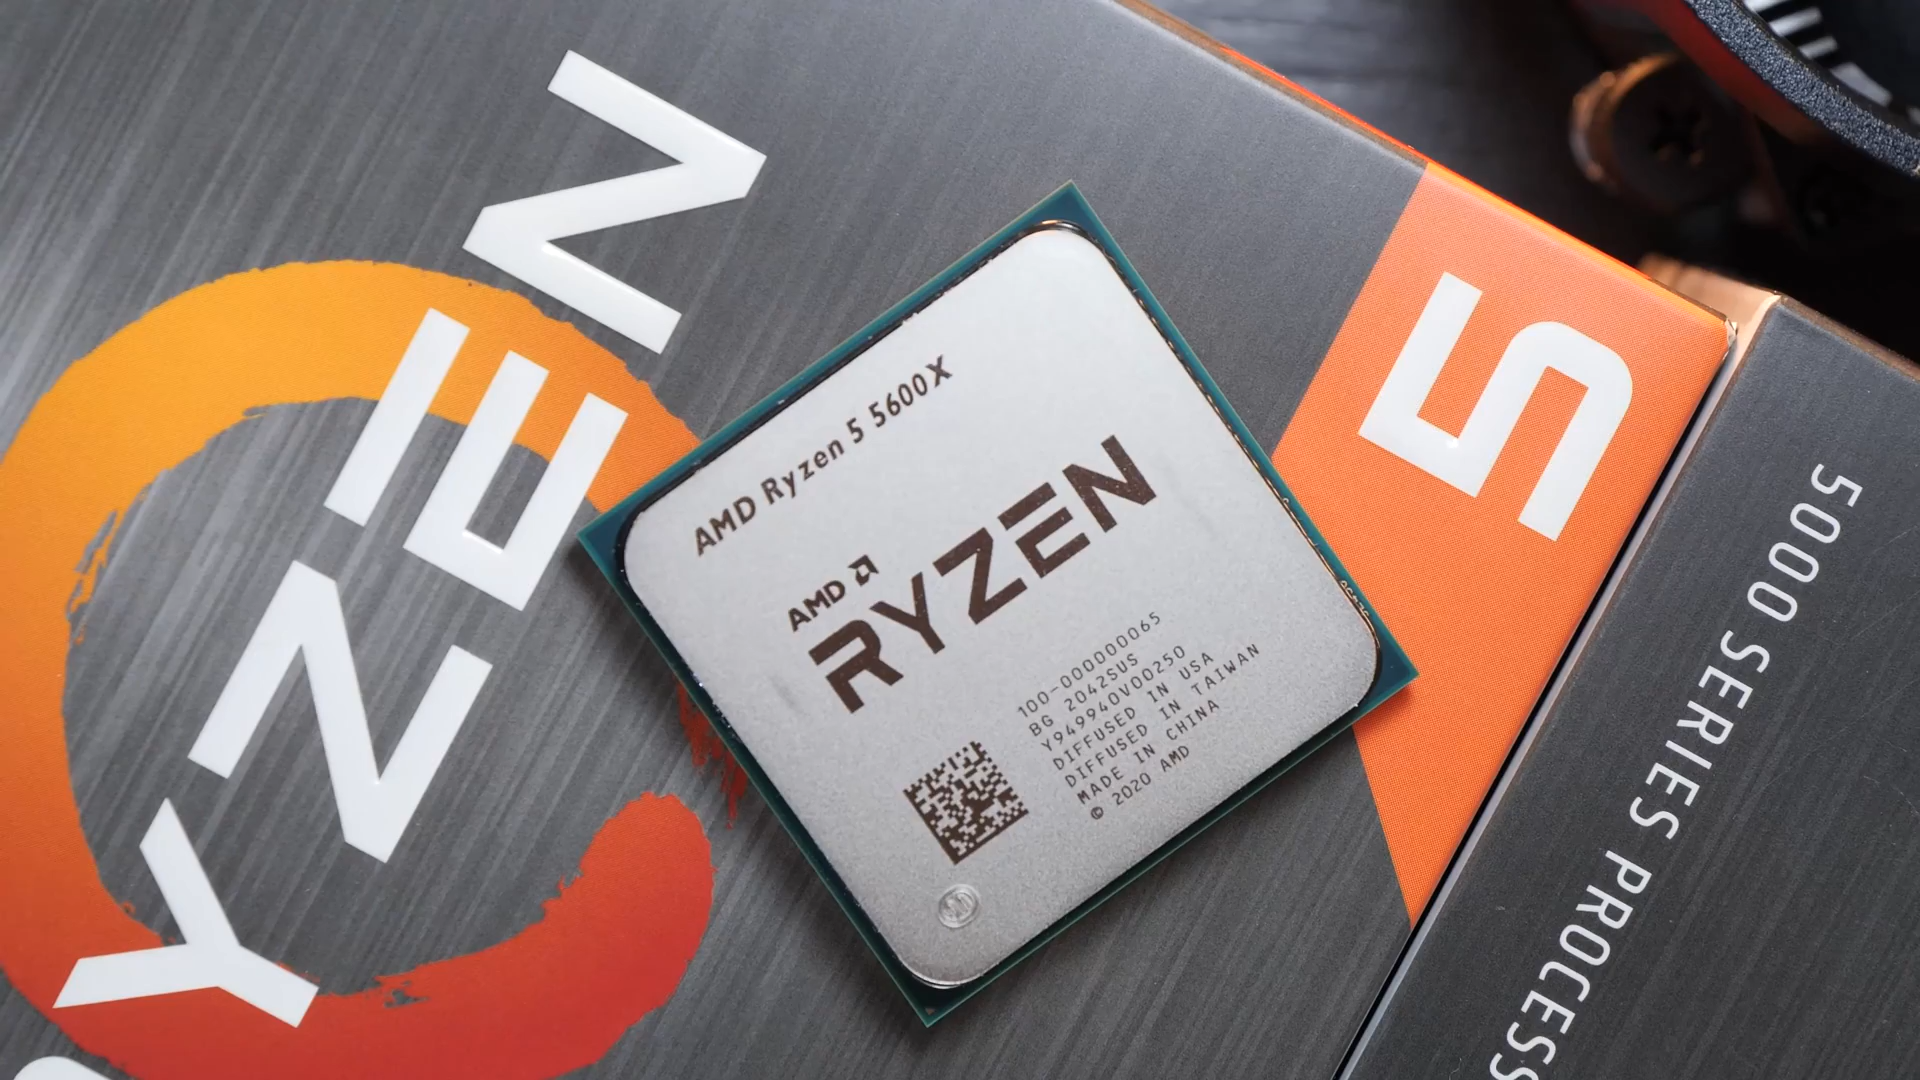 RYZEN
5
5000 SERIES PROCESS
AMD Ryzen 5 5600X
AMD
RYZEN
100-000000065
BG 2042SUS
Y949940V00250
DIFFUSED IN USA
DIFFUSED IN TAIWAN
MADE IN CHINA
© 2020 AMD